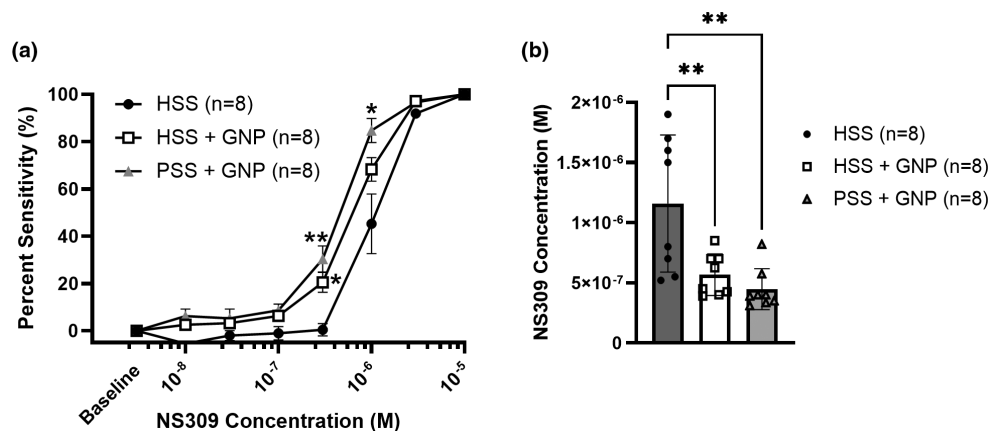 (a)
Percent Sensitivity (%)
100
80
60
40
20
0
HSS (n=8)
HSS + GNP (n=8)
PSS + GNP (n=8)
*
**
*
Baseline
10⁻⁸
10⁻⁷
10⁻⁶
10⁻⁵
NS309 Concentration (M)
(b)
**
**
NS309 Concentration (M)
2×10⁻⁶
1.5×10⁻⁶
1×10⁻⁶
5×10⁻⁷
0
HSS (n=8)
HSS + GNP (n=8)
PSS + GNP (n=8)